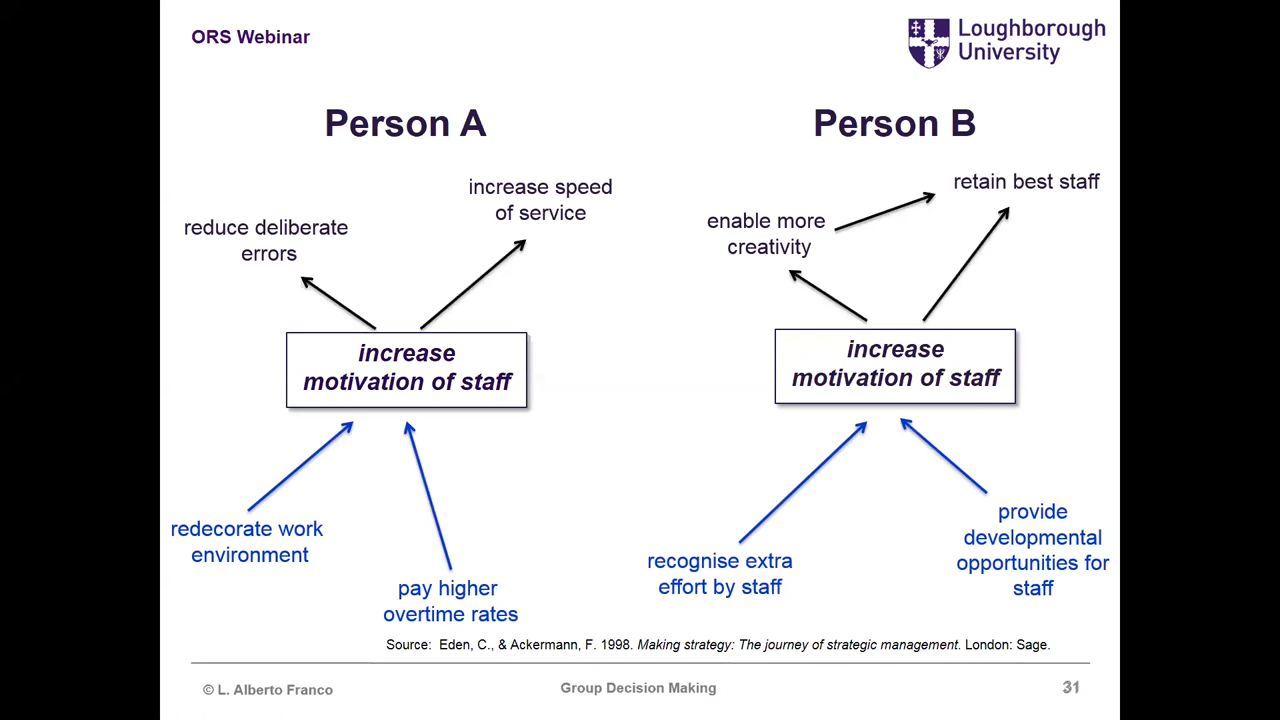 ORS Webinar
Loughborough
University
Person A
Person B
increase speed
of service
reduce deliberate
errors
increase
motivation of staff
redecorate work
environment
pay higher
overtime rates
retain best staff
enable more
creativity
increase
motivation of staff
recognise extra
effort by staff
provide
developmental
opportunities for
staff
Source: Eden, C., & Ackermann, F. 1998. Making strategy: The journey of strategic management. London: Sage.
© L. Alberto Franco
Group Decision Making
31